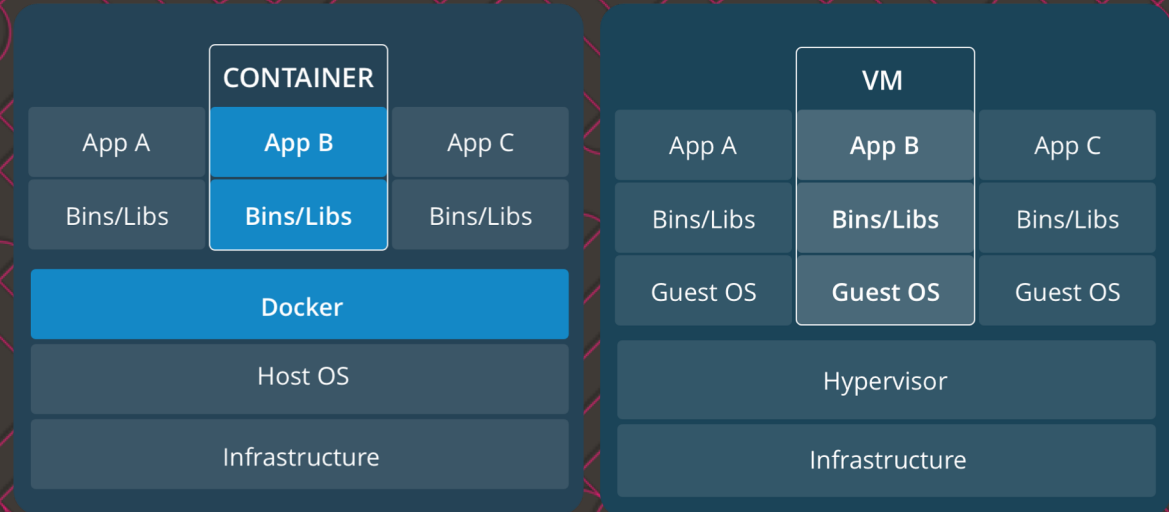 CONTAINER
App A
App B
App C
Bins/Libs
Bins/Libs
Bins/Libs
Docker
Host OS
Infrastructure
VM
App A
App B
App C
Bins/Libs
Bins/Libs
Bins/Libs
Guest OS
Guest OS
Guest OS
Hypervisor
Infrastructure